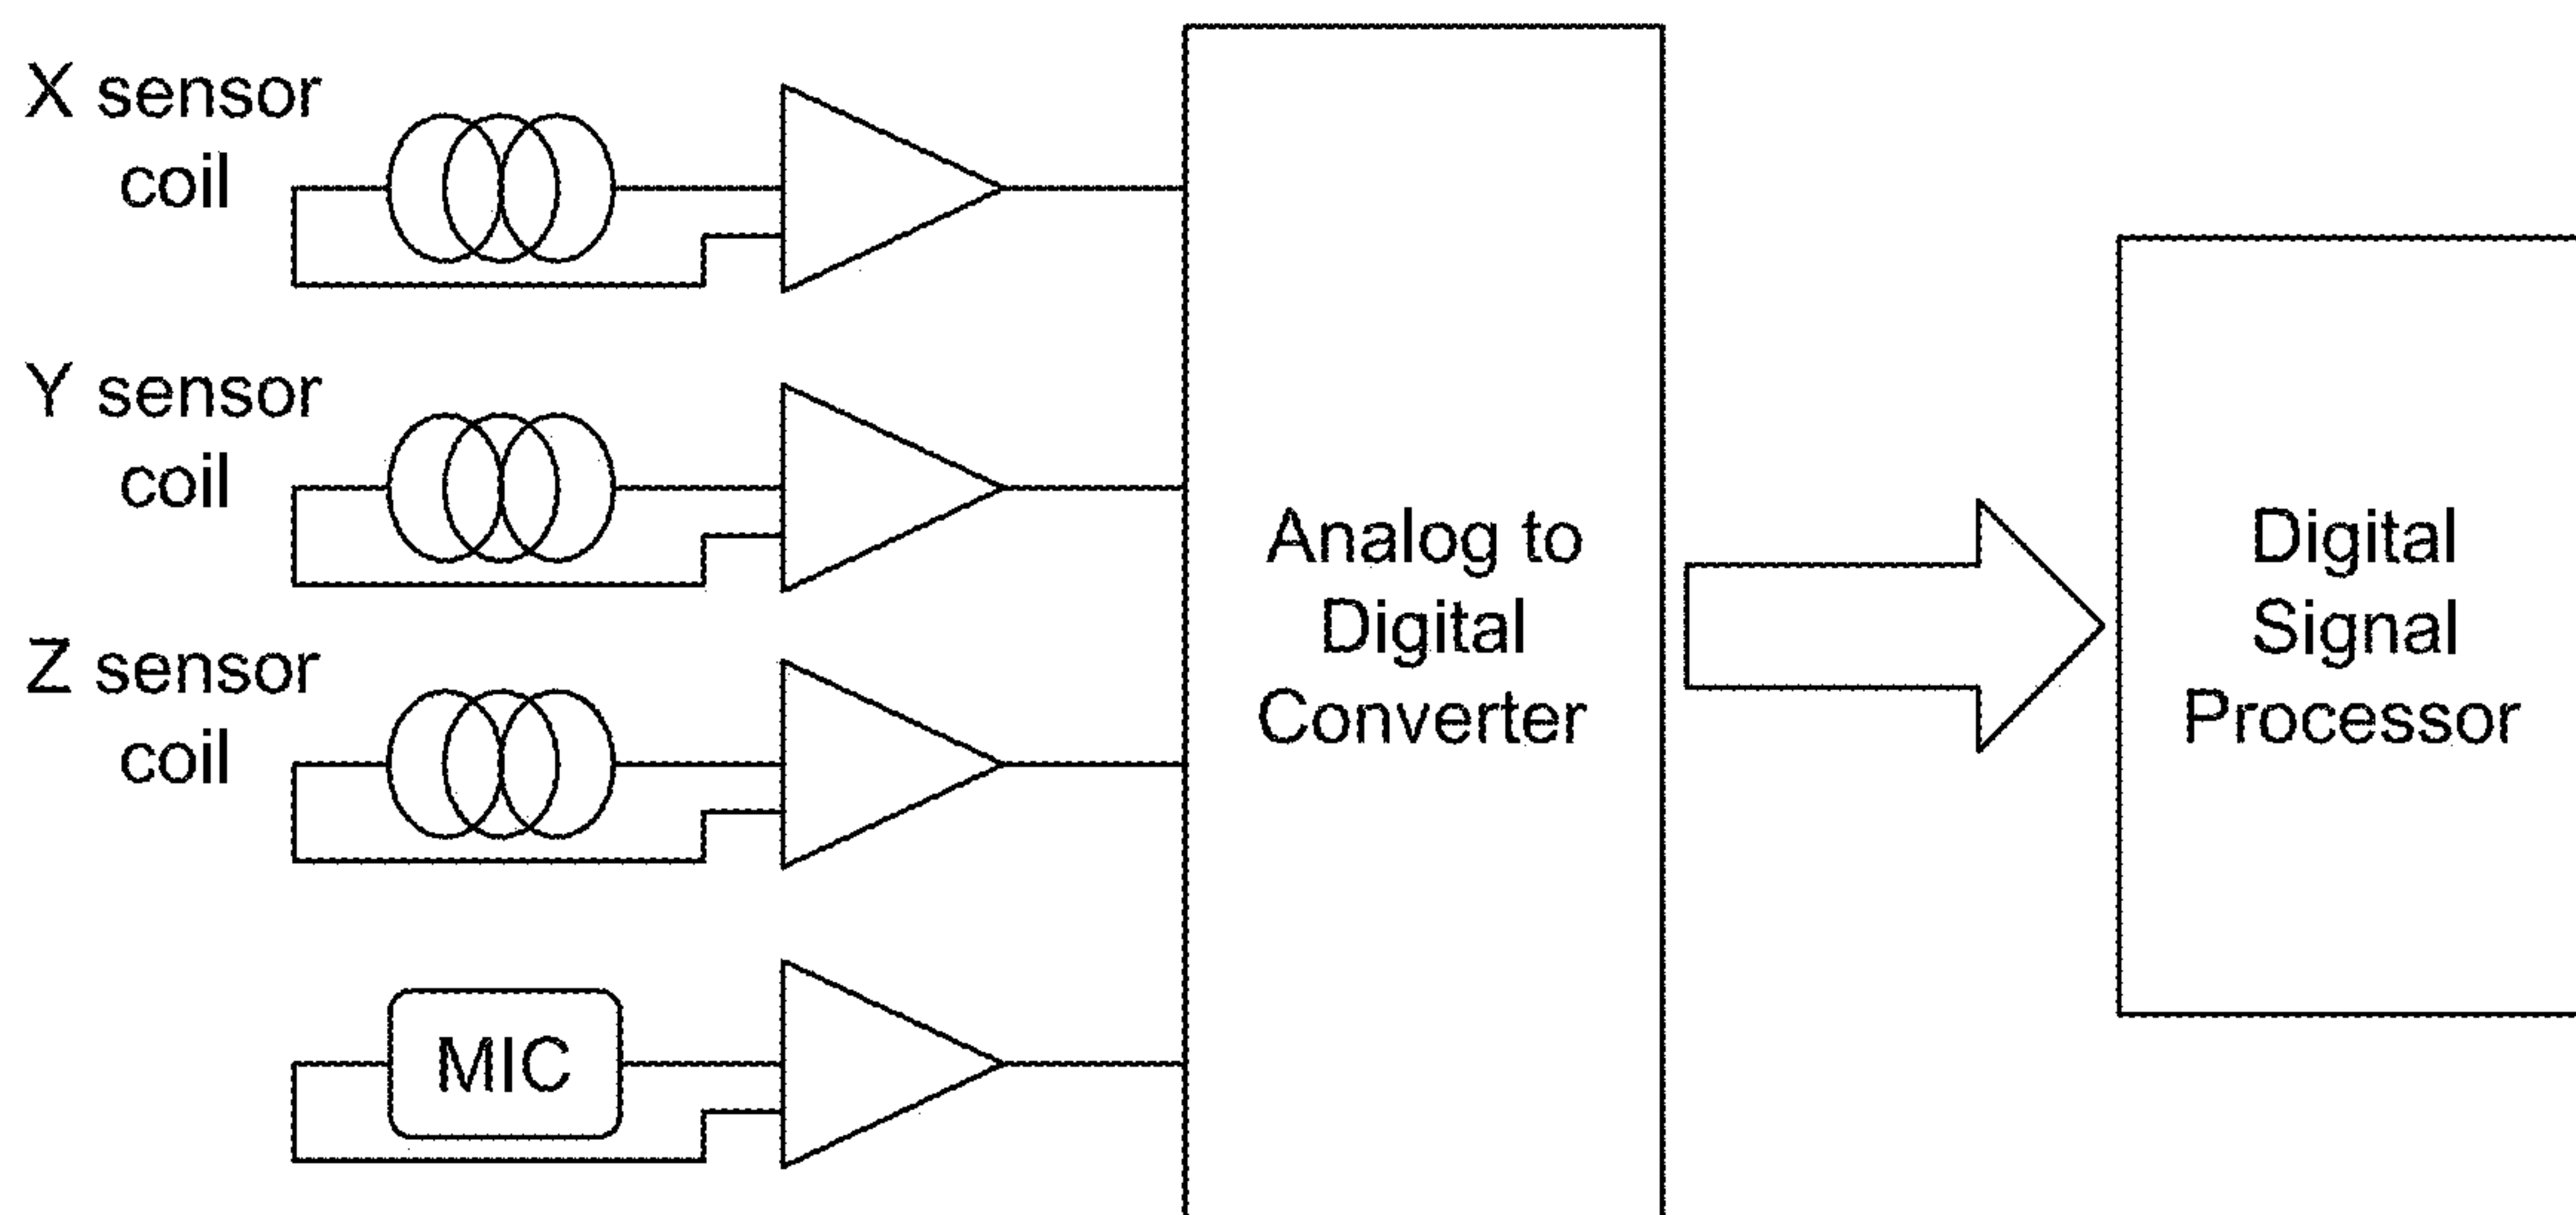 X sensor
coil
Y sensor
coil
Z sensor
coil
MIC
Analog to
Digital
Converter
Digital
Signal
Processor